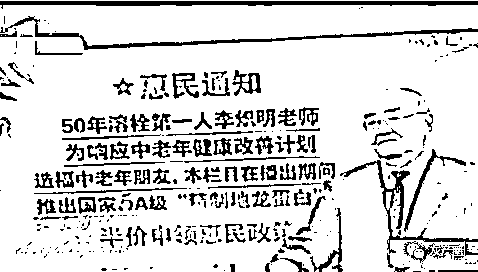 ☆惠民通知
50年溶栓第一人李炽明老师
为响应中老年健康改善计划
造福中老年朋友，本栏目在播出期间
推出国家5A级“精制地龙蛋白”
半价申领惠民政策